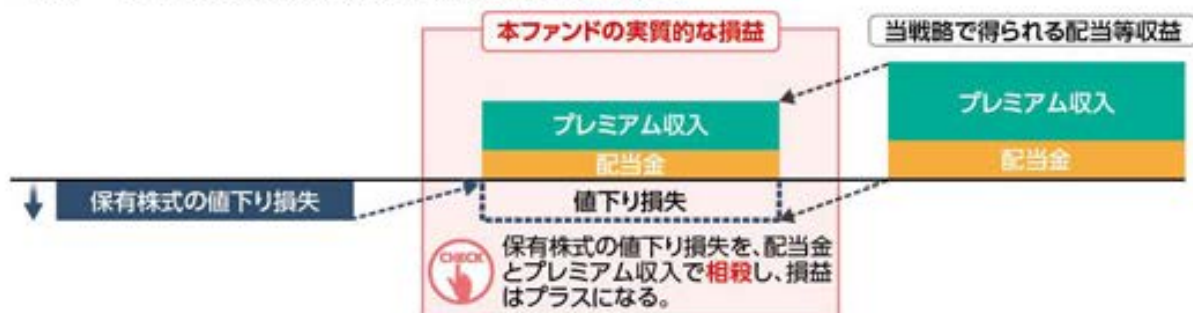 本ファンドの実質的な損益
当戦略で得られる配当等収益
プレミアム収入
配当金
プレミアム収入
配当金
保有株式の値下り損失
値下り損失
CHECK
保有株式の値下り損失を、配当金
とプレミアム収入で相殺し、損益
はプラスになる。